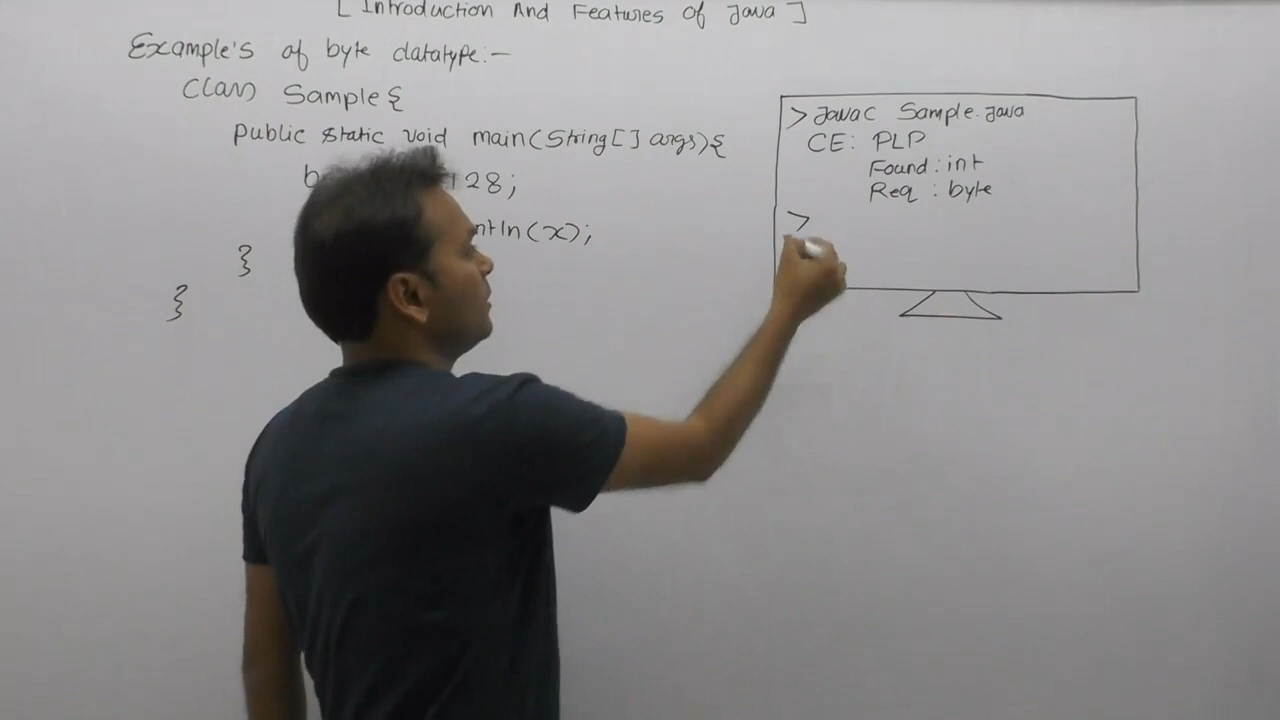 [ Introduction And Features Of Java ]
Example's of byte datatype:-
Class Sample {
public static void main(String[] args){
128;
ntln(x);
}
}
> Javac Sample.java
CE: PLP
Found: int
Req : byte
>